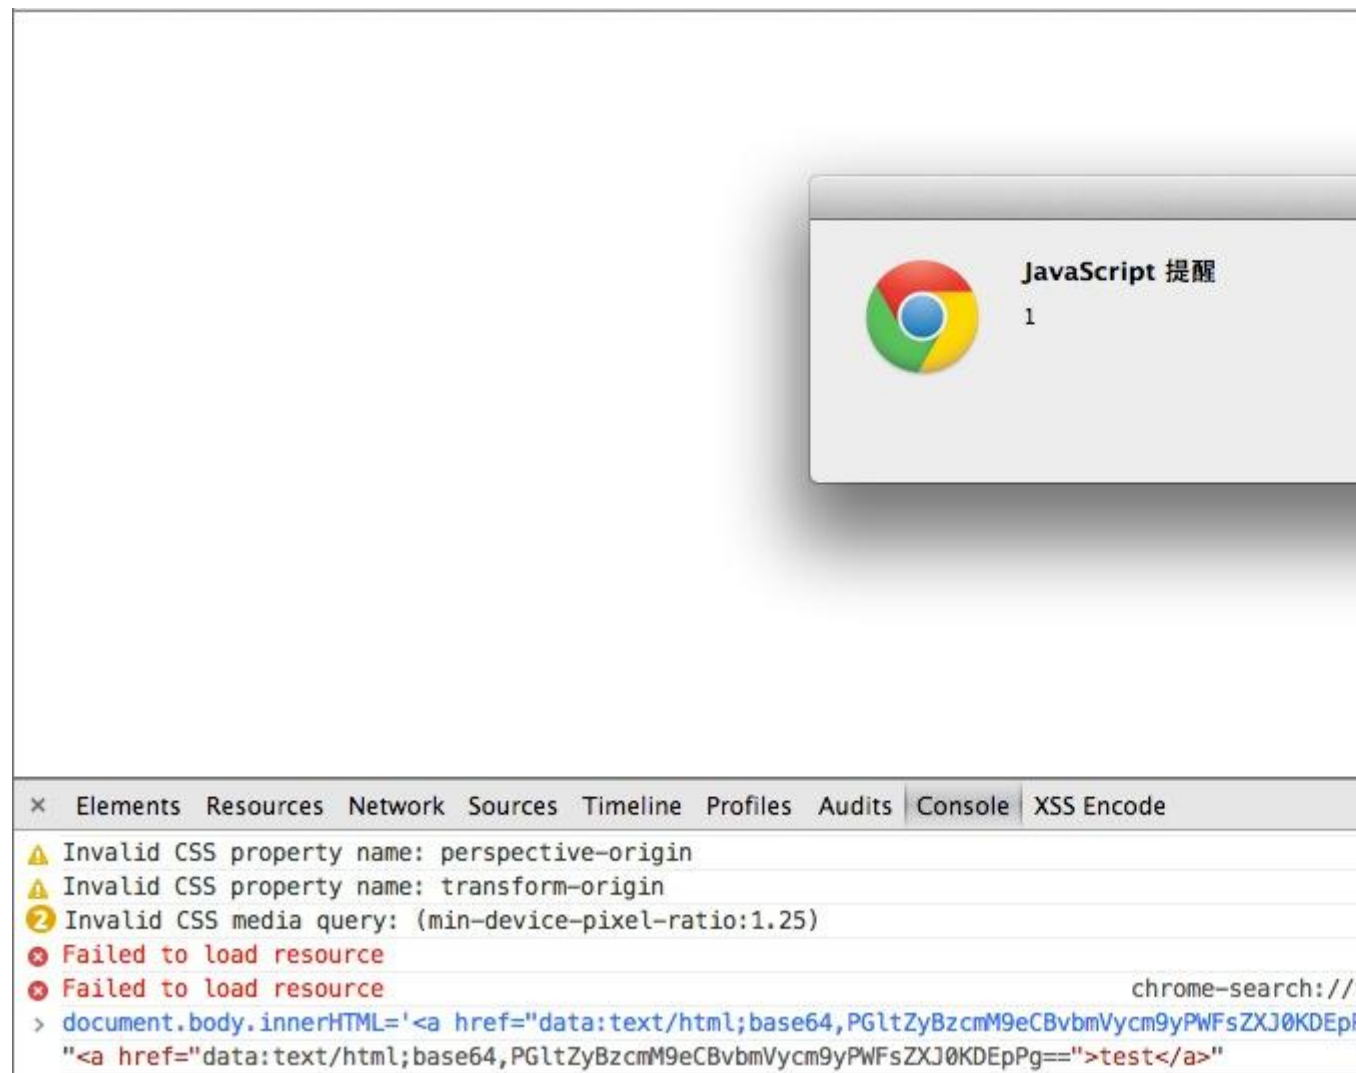 JavaScript 提醒
1
× Elements Resources Network Sources Timeline Profiles Audits Console XSS Encode
Invalid CSS property name: perspective-origin
Invalid CSS property name: transform-origin
2 Invalid CSS media query: (min-device-pixel-ratio:1.25)
Failed to load resource
Failed to load resource chrome-search://
> document.body.innerHTML='<a href="data:text/html;base64,PGltZyBzcmM9eCBvbmVycm9yPWFsZXJ0KDEpP
"<a href="data:text/html;base64,PGltZyBzcmM9eCBvbmVycm9yPWFsZXJ0KDEpPg==">test</a>"